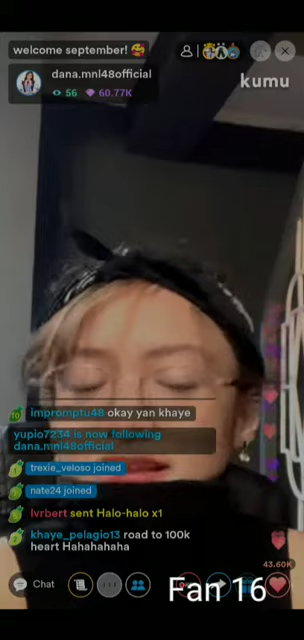 welcome september! 🥰
dana.mnl48official
56 60.77K
kumu
impromptu48 okay yan khaye
yupio7234 is now following
dana.mnl48official
trexie_veloso joined
nate24 joined
lvrbert sent Halo-halo x1
khaye_pelagio13 road to 100k
heart Hahahahaha
43.60K
Chat
Fan 16